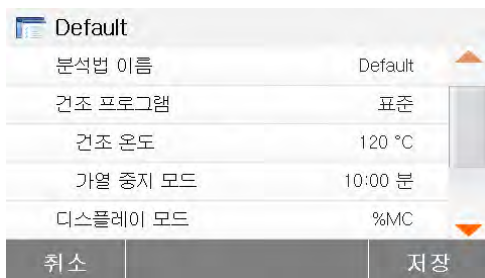 Default
분석법 이름 Default
건조 프로그램 표준
건조 온도 120 °C
가열 중지 모드 10:00 분
디스플레이 모드 %MC
취소 저장